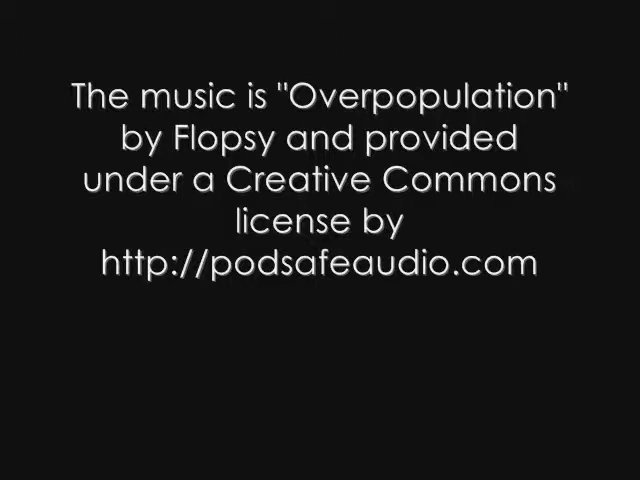 The music is "Overpopulation"
by Flopsy and provided
under a Creative Commons
license by
http://podsafeaudio.com